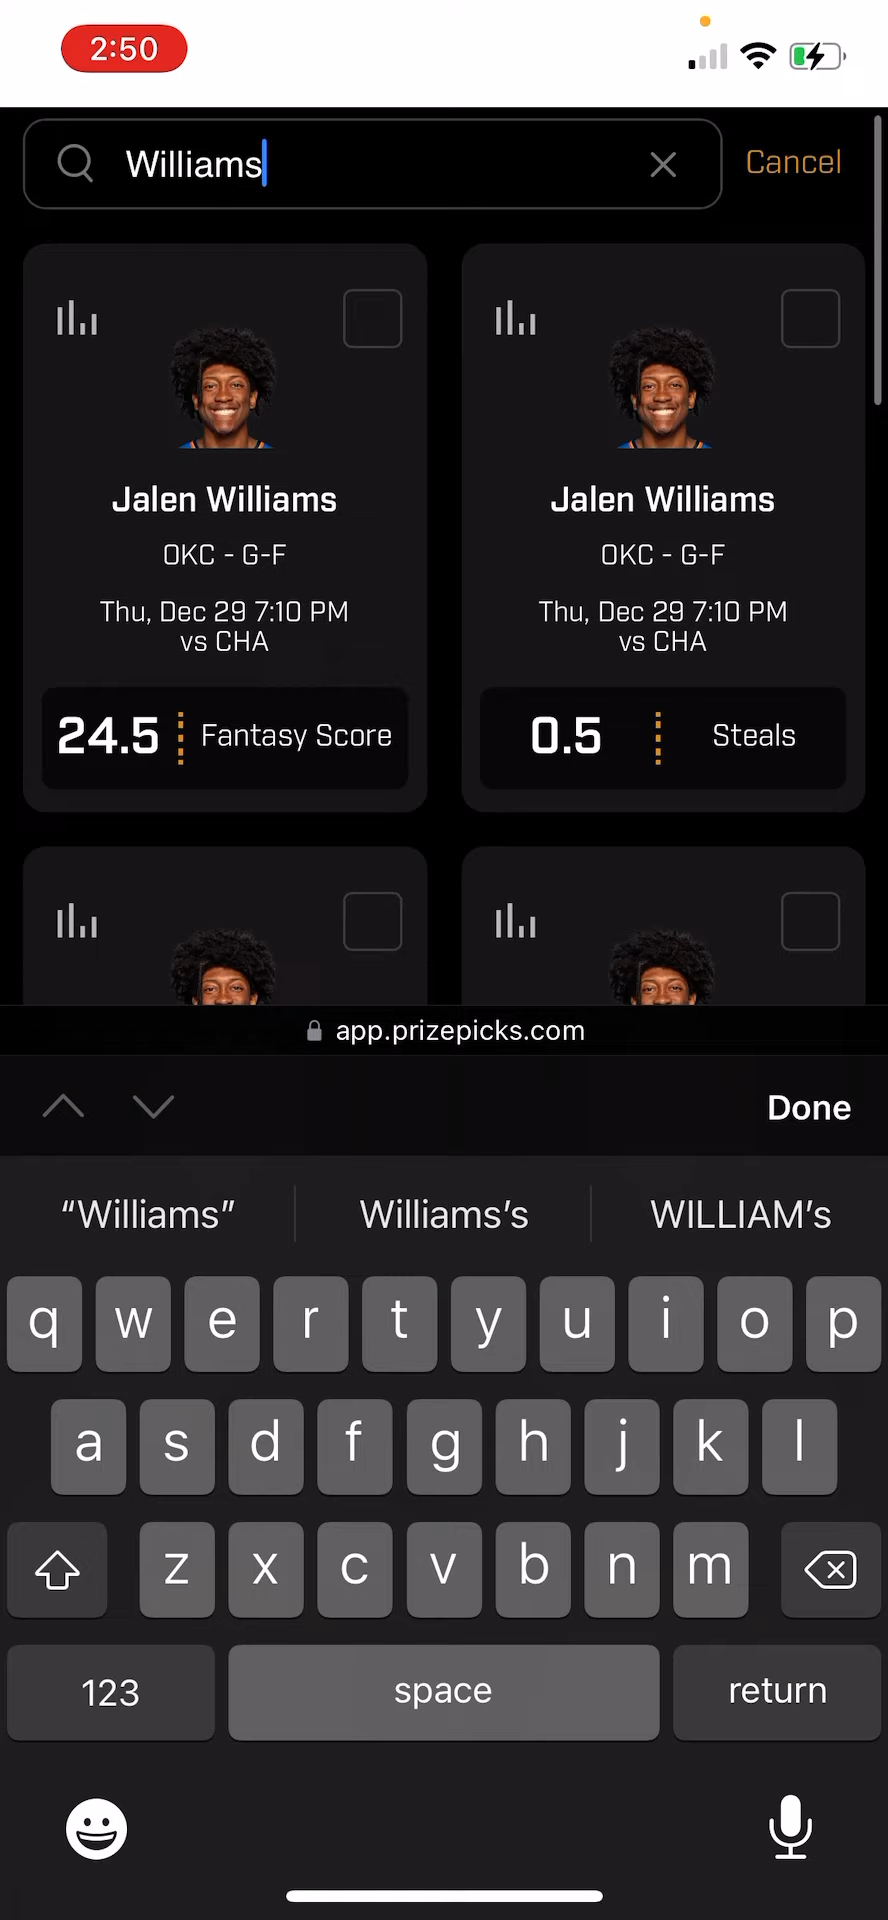 2:50
Williams
Cancel
Jalen Williams
OKC - G-F
Thu, Dec 29 7:10 PM
vs CHA
24.5
Fantasy Score
Jalen Williams
OKC - G-F
Thu, Dec 29 7:10 PM
vs CHA
0.5
Steals
app.prizepicks.com
Done
“Williams”
Williams’s
WILLIAM’s
q w e r t y u i o p
a s d f g h j k l
z x c v b n m
123
space
return